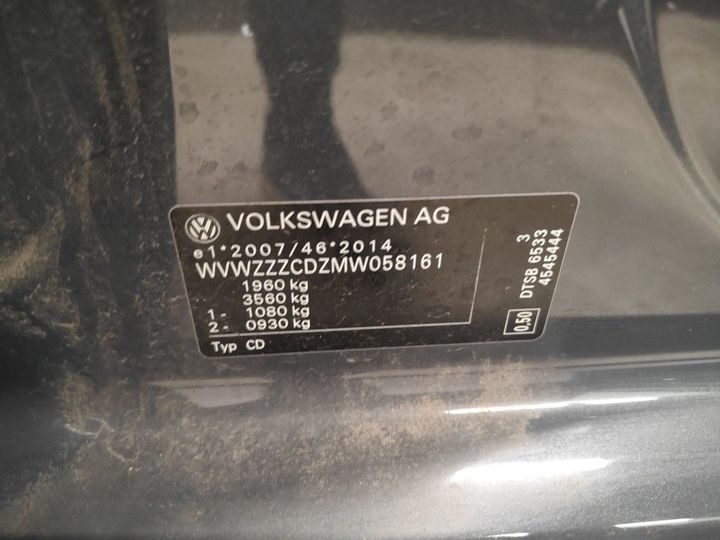 VOLKSWAGEN AG
e1*2007/46*2014
WVWZZZCDZMW058161
1960 kg
3560 kg
1- 1080 kg
2- 0930 kg
Typ CD
3
DTSB 6533
4545444
0.50